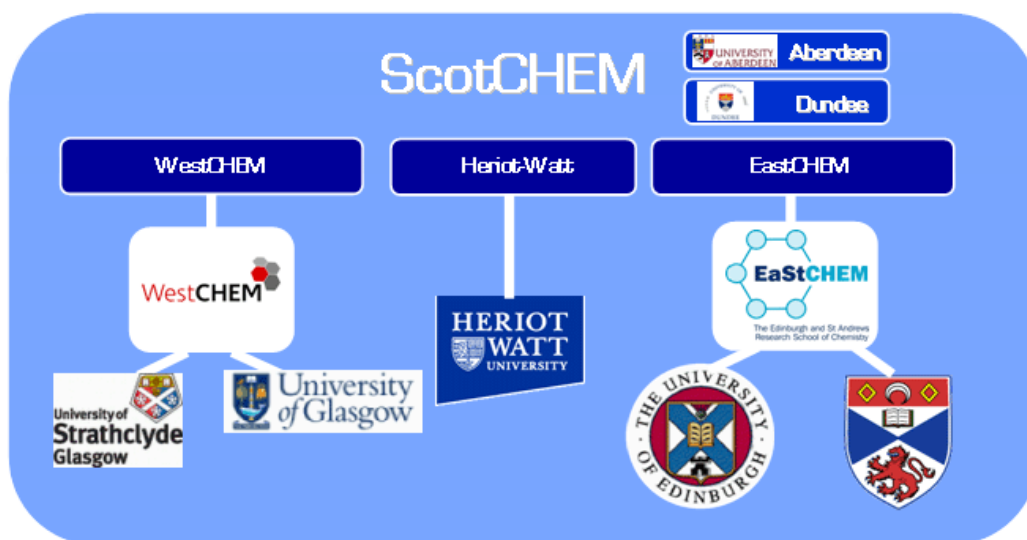 ScotCHEM
UNIVERSITY
OF ABERDEEN
Aberdeen
DUNDEE
Dundee
WestCHEM
Heriot-Watt
EastCHEM
WestCHEM
HERIOT
WATT
UNIVERSITY
EaStCHEM
The Edinburgh and St Andrews
Research School of Chemistry
University of
Strathclyde
Glasgow
University
of Glasgow
THE UNIVERSITY
OF EDINBURGH